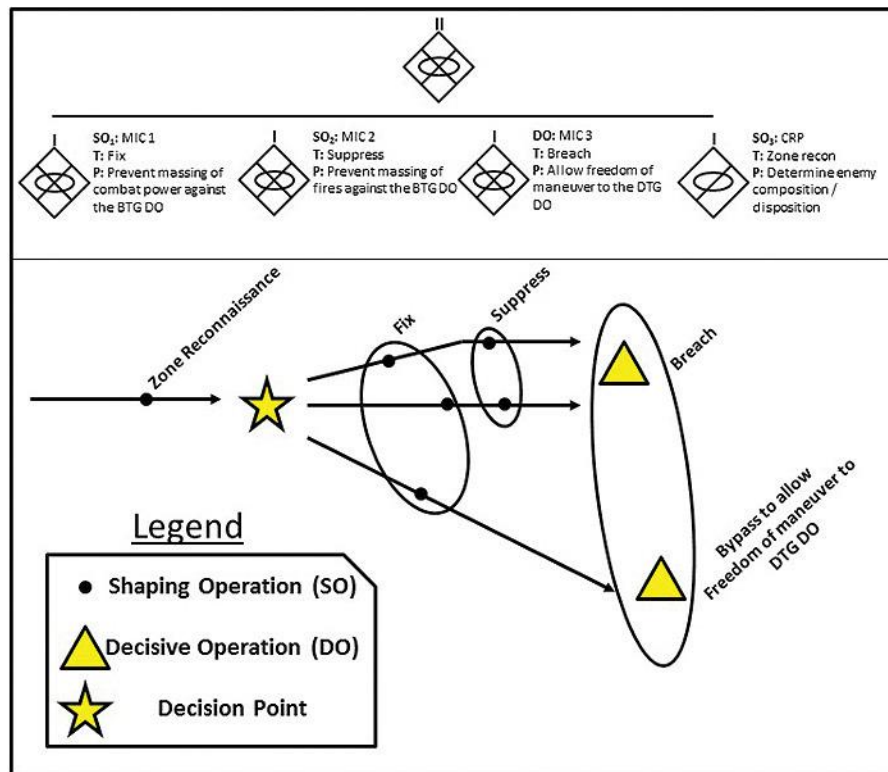 II
I
SO₁: MIC 1
T: Fix
P: Prevent massing of
combat power against
the BTG DO
I
SO₂: MIC 2
T: Suppress
P: Prevent massing of
fires against the BTG DO
I
DO: MIC 3
T: Breach
P: Allow freedom of
maneuver to the DTG
DO
I
SO₃: CRP
T: Zone recon
P: Determine enemy
composition /
disposition
Zone Reconnaissance
Fix
Suppress
Breach
Bypass to allow
Freedom of maneuver to
DTG DO
Legend
Shaping Operation (SO)
Decisive Operation (DO)
Decision Point